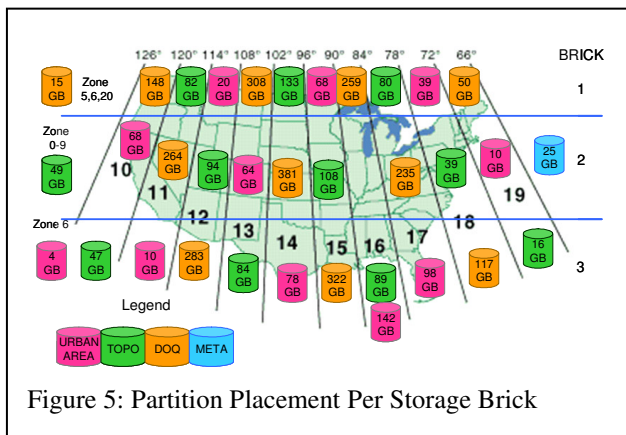 126° 120° 114° 108° 102° 96° 90° 84° 78° 72° 66° BRICK
15 GB
Zone 5,6,20
148 GB
82 GB
20 GB
308 GB
133 GB
68 GB
259 GB
80 GB
39 GB
50 GB
1
Zone 0-9
49 GB
68 GB
264 GB
94 GB
64 GB
381 GB
108 GB
235 GB
39 GB
10 GB
25 GB
2
10 11 12 13 14 15 16 17 18 19
Zone 6
4 GB
47 GB
10 GB
283 GB
84 GB
78 GB
322 GB
89 GB
142 GB
98 GB
117 GB
16 GB
3
Legend
URBAN AREA
TOPO
DOQ
META
Figure 5: Partition Placement Per Storage Brick